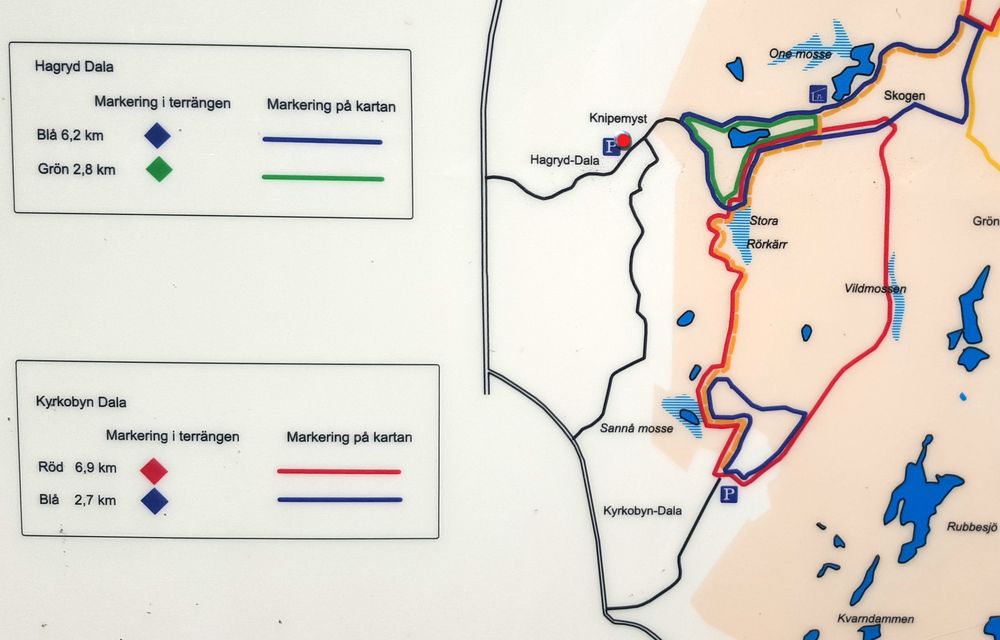 Hagryd Dala
Markering i terrängen Markering på kartan
Blå 6,2 km
Grön 2,8 km
Kyrkobyn Dala
Markering i terrängen Markering på kartan
Röd 6,9 km
Blå 2,7 km
One mosse
Skogen
Knipemyst
P
Hagryd-Dala
Stora
Rörkärr
Grön
Vildmossen
Sannå mosse
P
Kyrkobyn-Dala
Rubbesjö
Kvarndammen